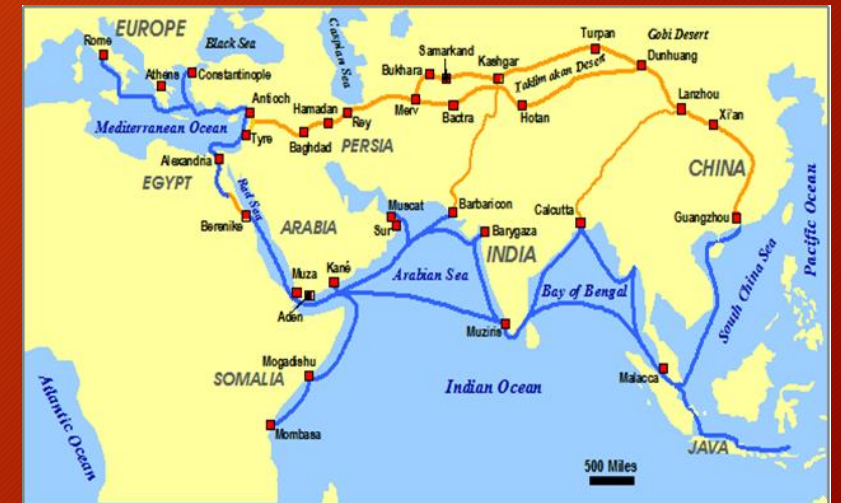 EUROPE
Rome
Black Sea
Caspian Sea
Samarkand
Kashgar
Turpan
Gobi Desert
Dunhuang
Athens
Constantinople
Bukhara
Taklimakan Desert
Antioch
Hamadan
Merv
Bactra
Hotan
Lanzhou
Xi'an
Mediterranean Ocean
Tyre
Baghdad
Rey
PERSIA
Alexandria
EGYPT
CHINA
Red Sea
Berenike
ARABIA
Muscat
Sur
Barbaricon
Barygaza
INDIA
Calcutta
Guangzhou
Pacific Ocean
Muza
Kané
Aden
Arabian Sea
Bay of Bengal
South China Sea
Muziris
Mogadishu
SOMALIA
Indian Ocean
Malacca
Atlantic Ocean
Mombasa
JAVA
500 Miles